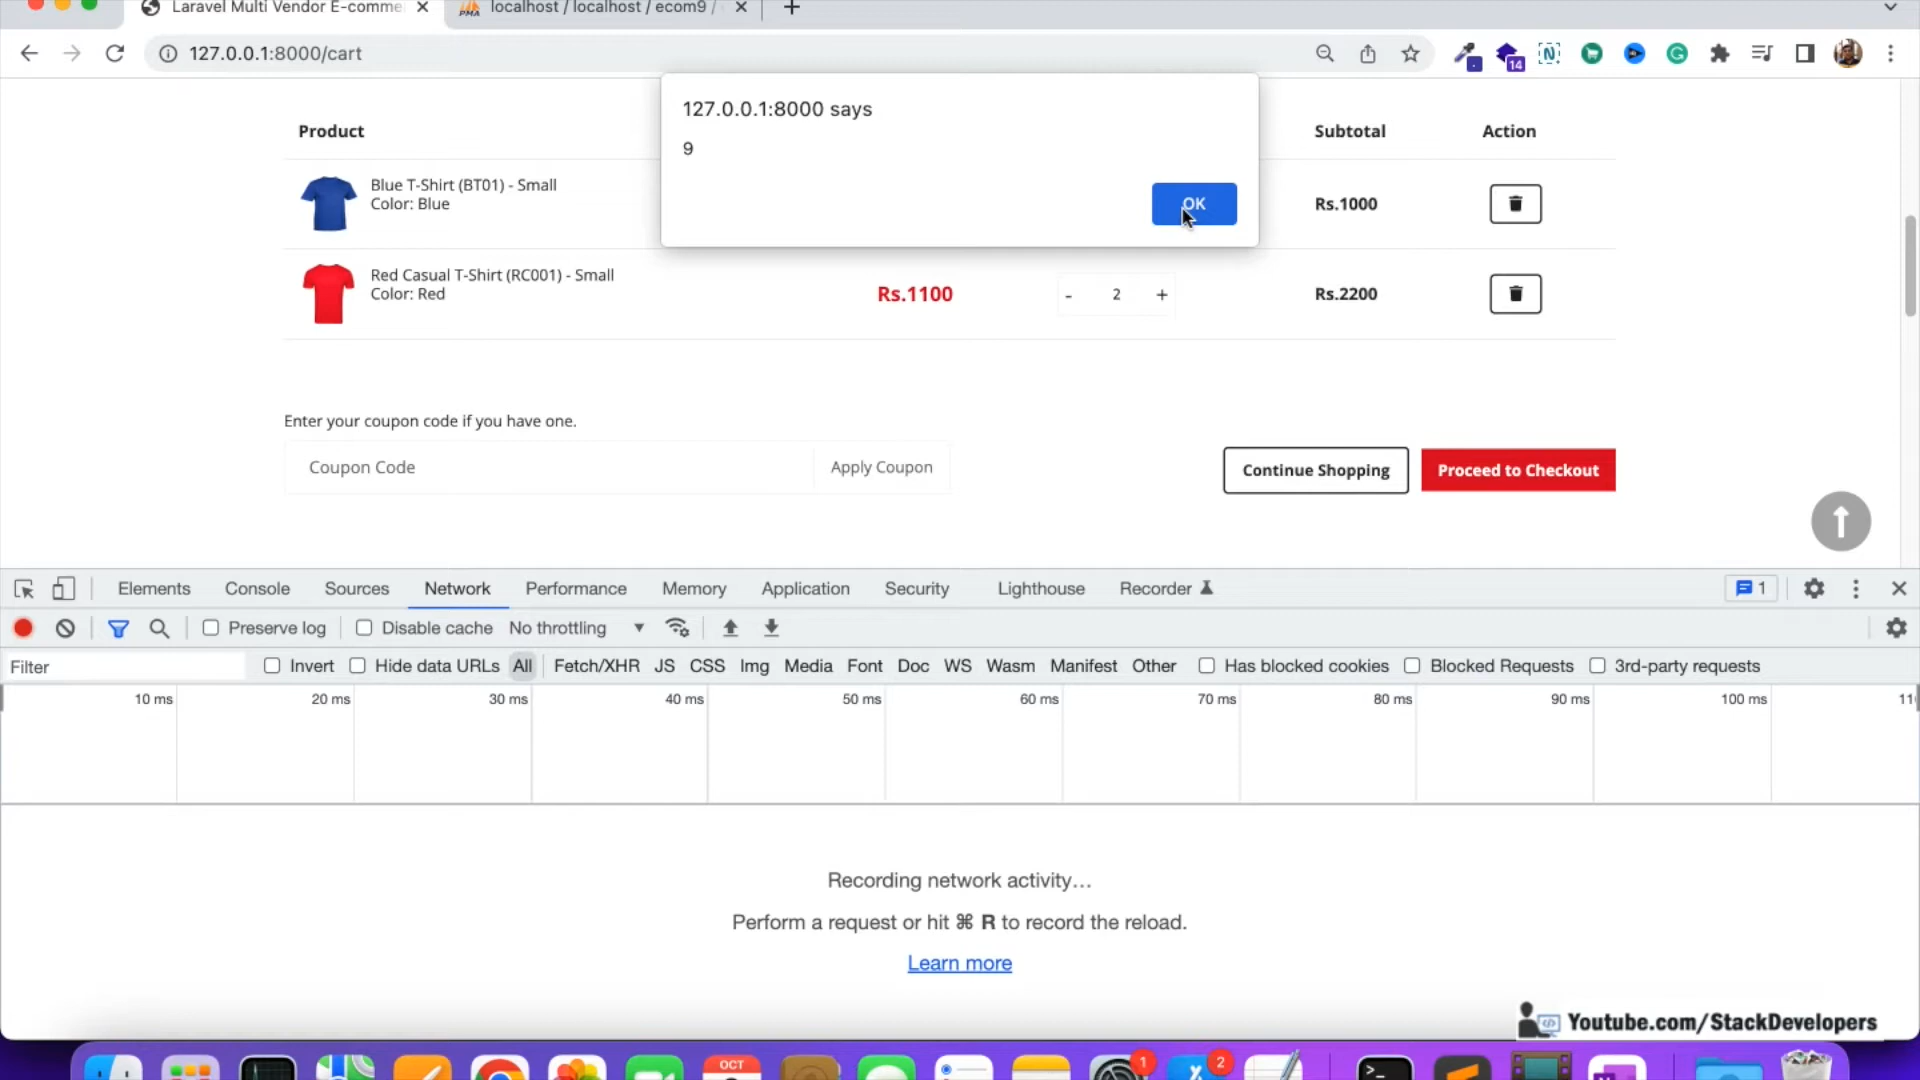 Laravel Multi Vendor E-comme
localhost / localhost / ecom9 /
127.0.0.1:8000/cart
14
127.0.0.1:8000 says
9
OK
Product
Subtotal
Action
Blue T-Shirt (BT01) - Small
Color: Blue
Rs.1000
Red Casual T-Shirt (RC001) - Small
Color: Red
Rs.1100
- 2 +
Rs.2200
Enter your coupon code if you have one.
Coupon Code
Apply Coupon
Continue Shopping
Proceed to Checkout
Elements Console Sources Network Performance Memory Application Security Lighthouse Recorder 1
Preserve log Disable cache No throttling
Filter Invert Hide data URLs All Fetch/XHR JS CSS Img Media Font Doc WS Wasm Manifest Other Has blocked cookies Blocked Requests 3rd-party requests
10 ms 20 ms 30 ms 40 ms 50 ms 60 ms 70 ms 80 ms 90 ms 100 ms
Recording network activity…
Perform a request or hit ⌘ R to record the reload.
Learn more
Youtube.com/StackDevelopers
OCT
1
2